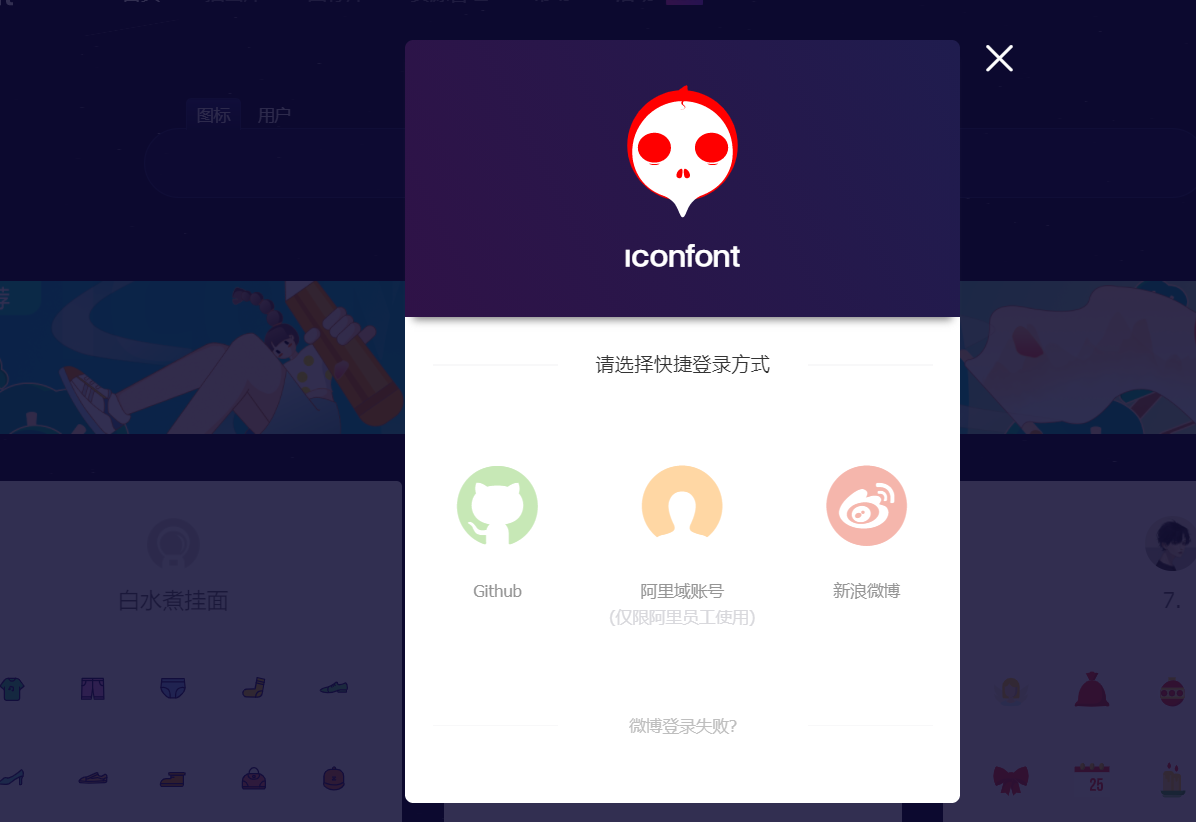 图标 用户
iconfont
请选择快捷登录方式
Github
阿里域账号
(仅限阿里员工使用)
新浪微博
微博登录失败?
白水煮挂面
7.
25